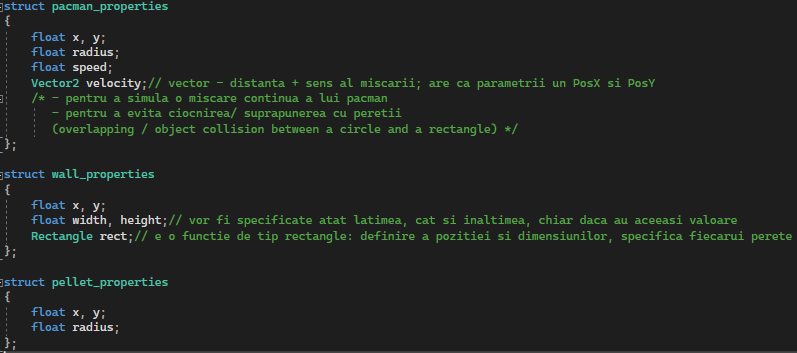 struct pacman_properties
{
float x, y;
float radius;
float speed;
Vector2 velocity;// vector - distanta + sens al miscarii; are ca parametrii un PosX si PosY
/* - pentru a simula o miscare continua a lui pacman
- pentru a evita ciocnirea/ suprapunerea cu peretii
(overlapping / object collision between a circle and a rectangle) */
};
struct wall_properties
{
float x, y;
float width, height;// vor fi specificate atat latimea, cat si inaltimea, chiar daca au aceeasi valoare
Rectangle rect;// e o functie de tip rectangle: definire a pozitiei si dimensiunilor, specifica fiecarui perete
};
struct pellet_properties
{
float x, y;
float radius;
};